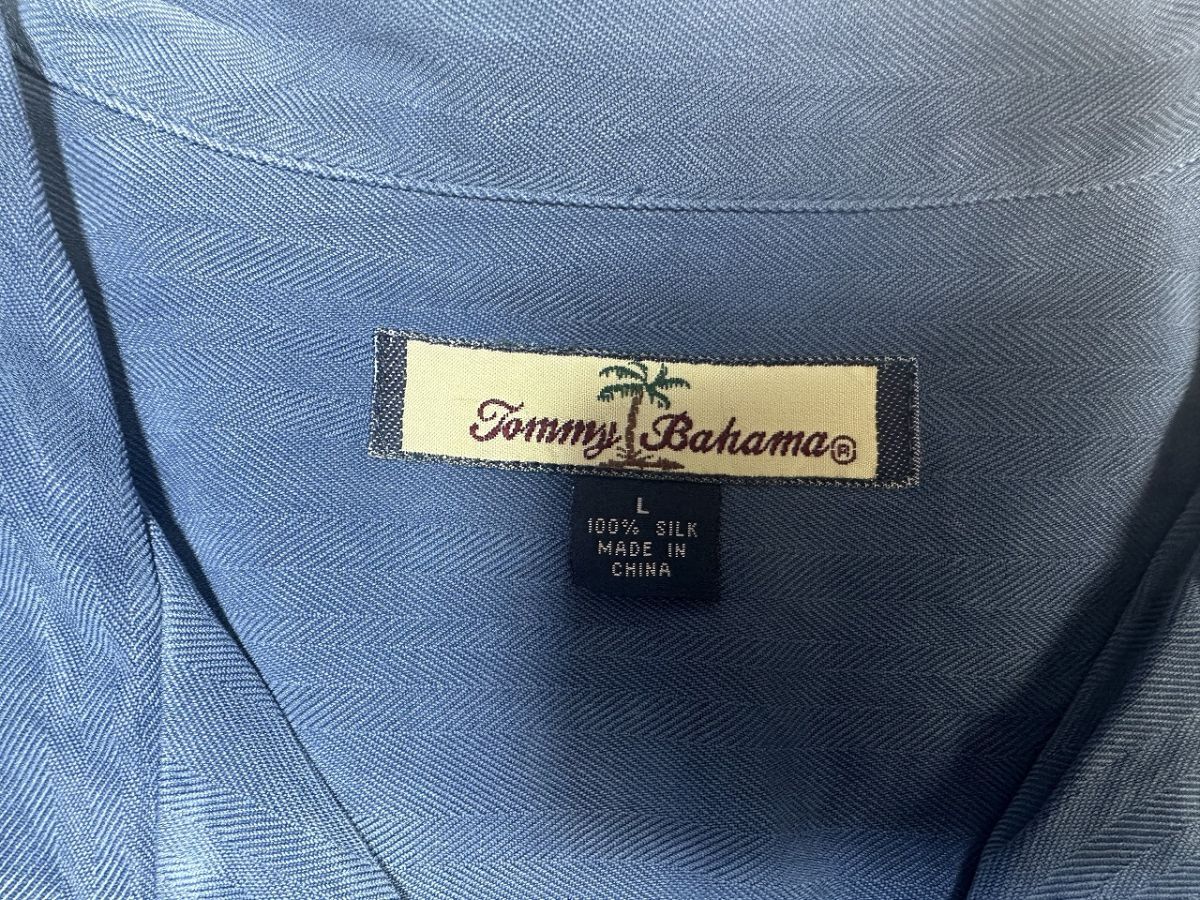 Tommy Bahama®
L
100% SILK
MADE IN
CHINA